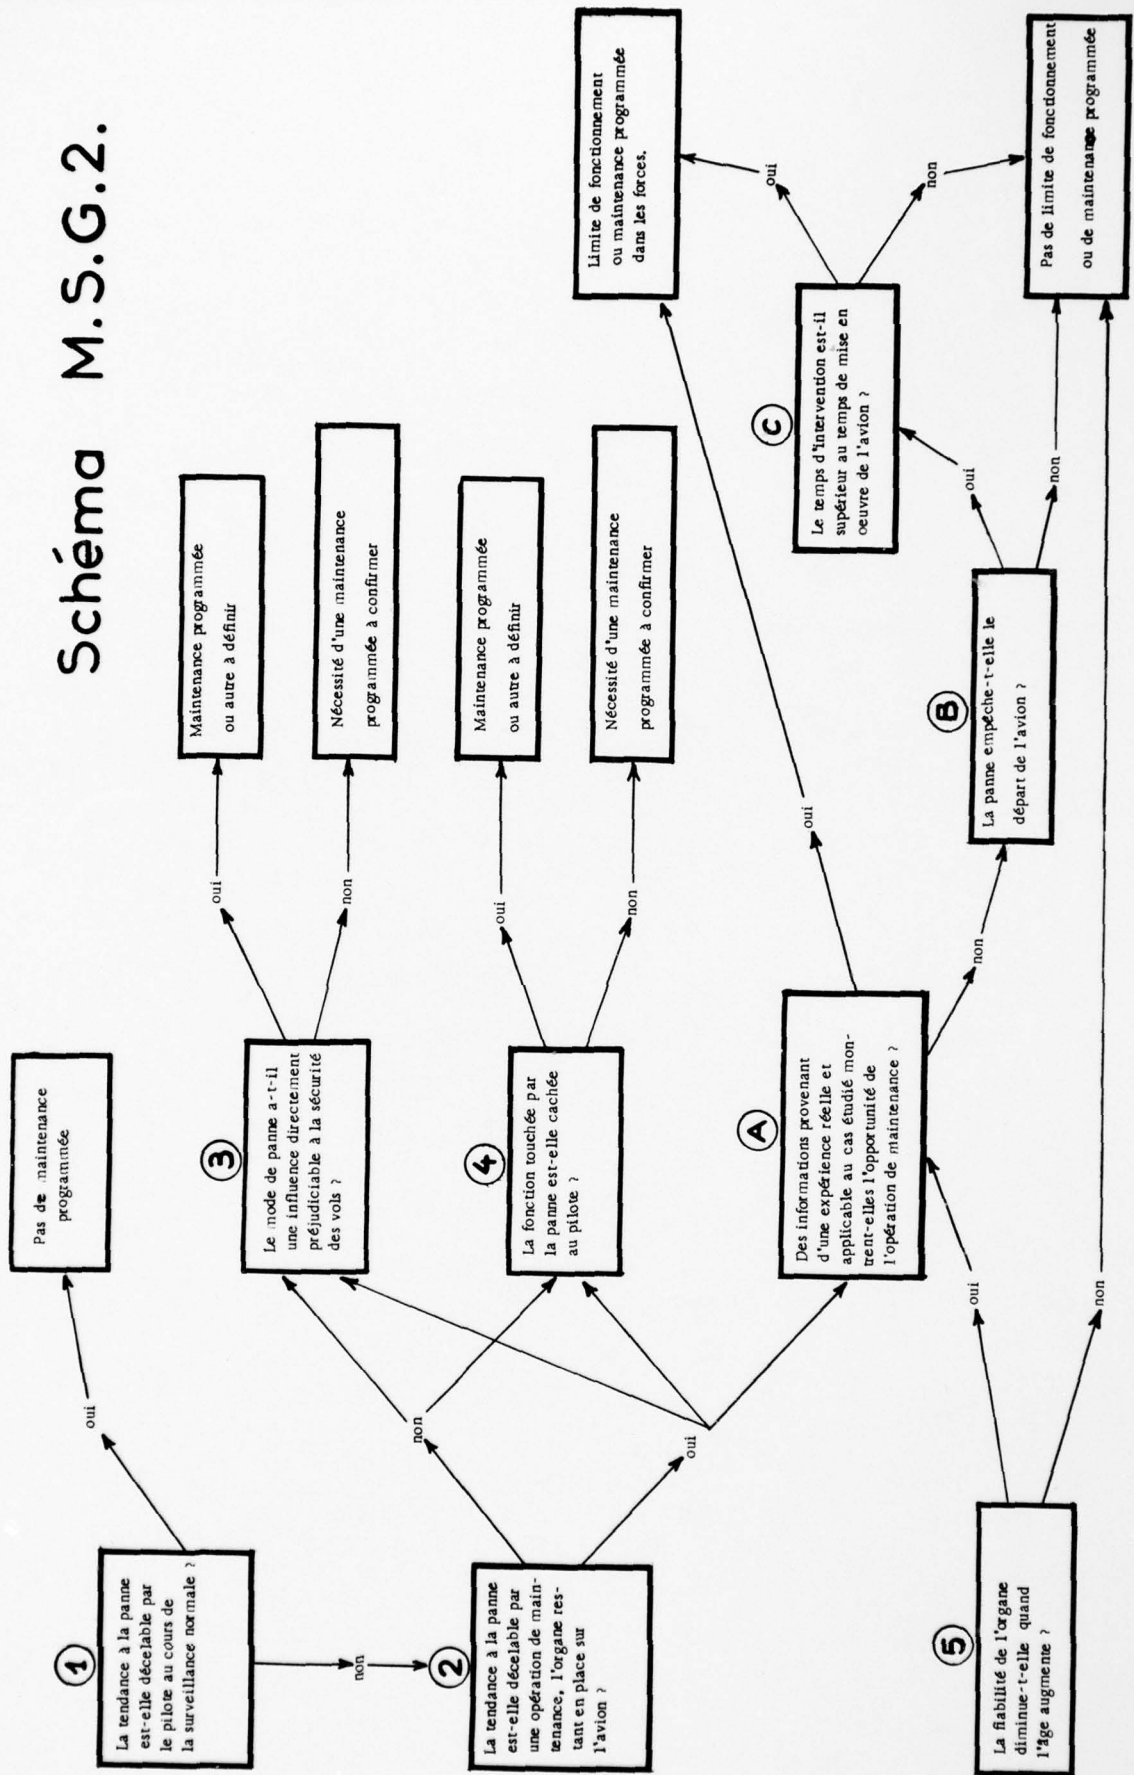 Schéma M.S.G.2.
1
La tendance à la panne
est-elle décelable par
le pilote au cours de
la surveillance normale ?
oui
Pas de maintenance
programmée
non
2
La tendance à la panne
est-elle décelable par
une opération de main-
tenance, l'organe res-
tant en place sur
l'avion ?
non
oui
3
Le mode de panne a-t-il
une influence directement
préjudiciable à la sécurité
des vols ?
oui
Maintenance programmée
ou autre à définir
non
Nécessité d'une maintenance
programmée à confirmer
4
La fonction touchée par
la panne est-elle cachée
au pilote ?
oui
Maintenance programmée
ou autre à définir
non
Nécessité d'une maintenance
programmée à confirmer
A
Des informations provenant
d'une expérience réelle et
applicable au cas étudié mon-
trent-elles l'opportunité de
l'opération de maintenance ?
oui
Limite de fonctionnement
ou maintenance programmée
dans les forces.
non
B
La panne empêche-t-elle le
départ de l'avion ?
oui
non
C
Le temps d'intervention est-il
supérieur au temps de mise en
oeuvre de l'avion ?
oui
non
Pas de limite de fonctionement
ou de maintenance programmée
5
La fiabilité de l'organe
diminue-t-elle quand
l'âge augmente ?
oui
non